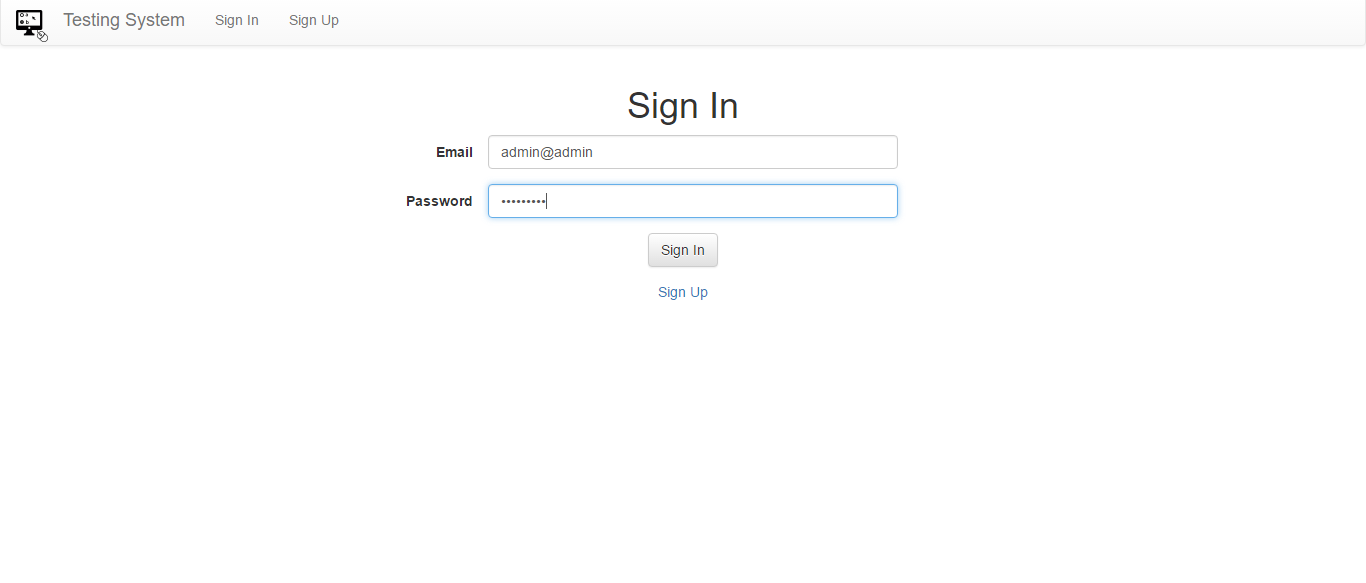 Testing System Sign In Sign Up
Sign In
Email admin@admin
Password •••••••••
Sign In
Sign Up